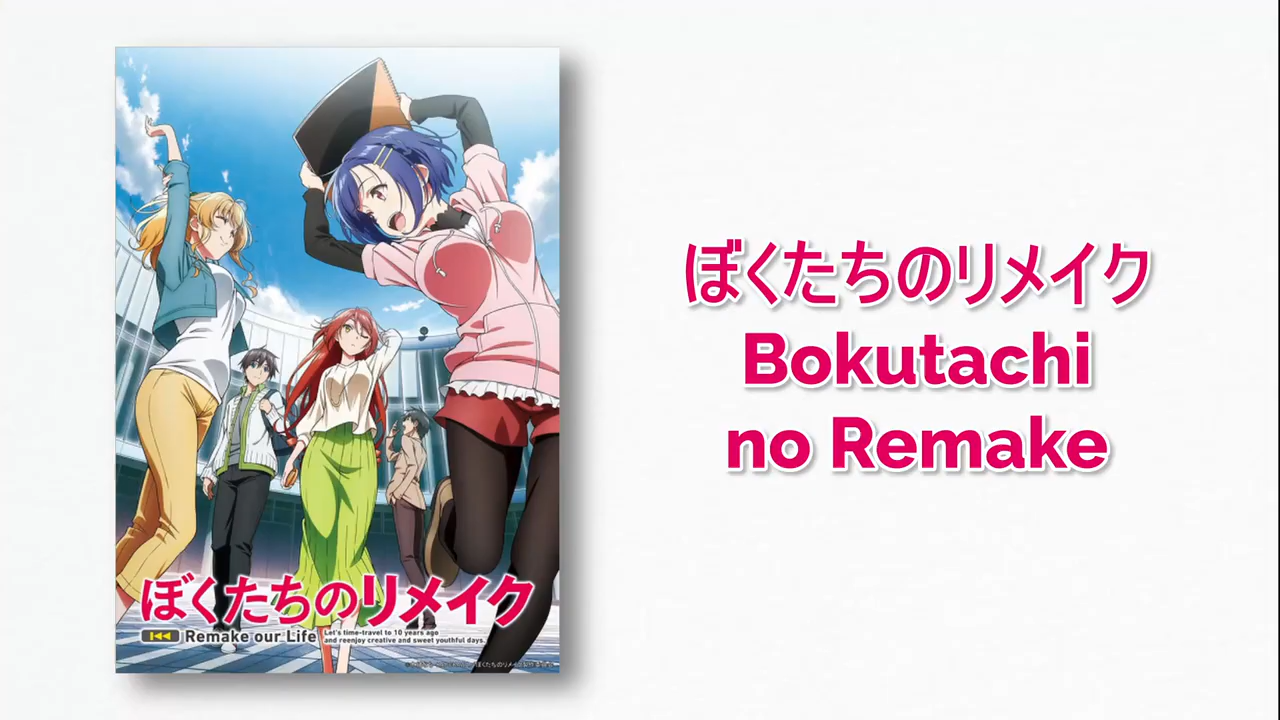 ぼくたちのリメイク
Remake our Life
Let's time-travel to 10 years ago
and reenjoy creative and sweet youthful days.
ぼくたちのリメイク
Bokutachi
no Remake